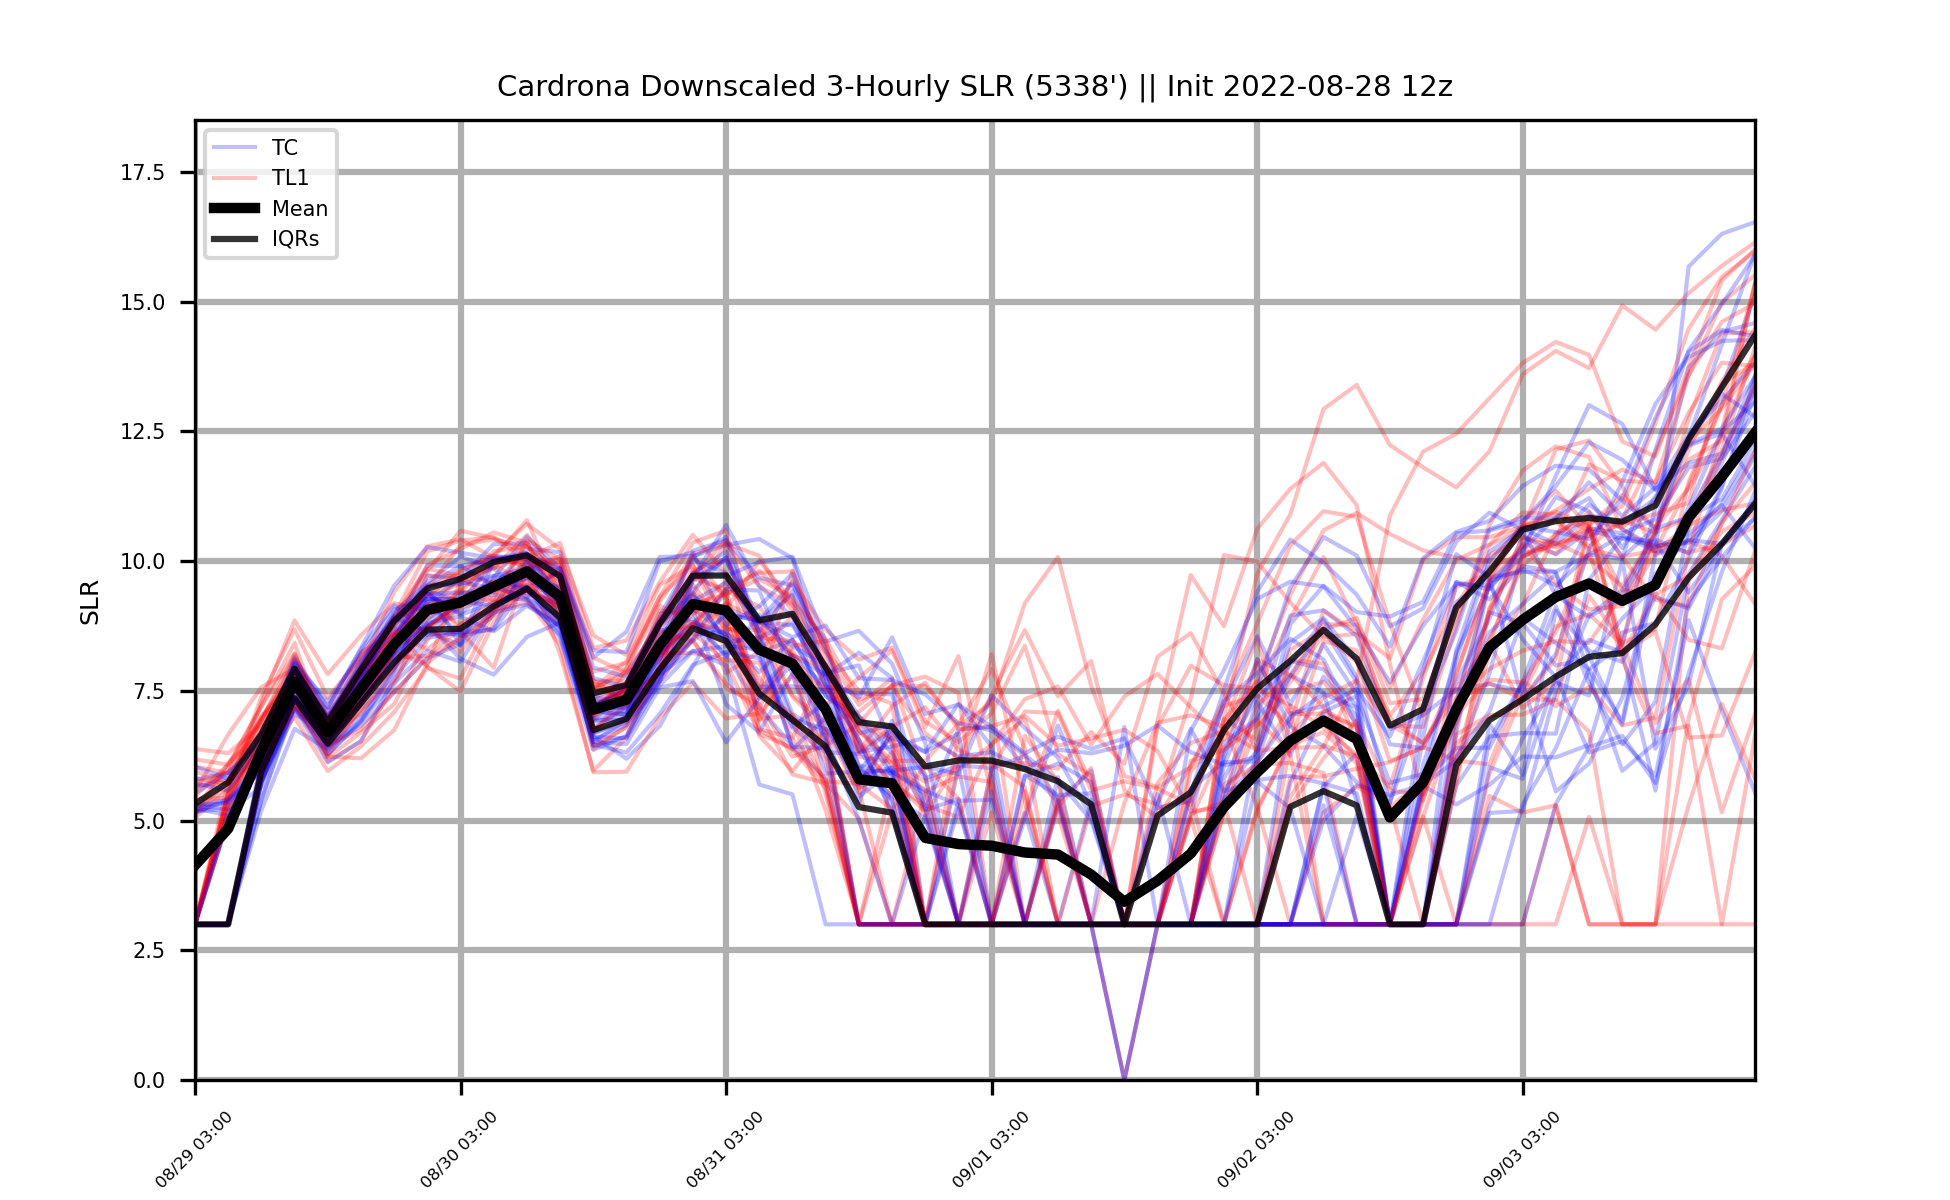 Cardrona Downscaled 3-Hourly SLR (5338') || Init 2022-08-28 12z
TC
TL1
Mean
IQRs
17.5
15.0
12.5
10.0
7.5
5.0
2.5
0.0
SLR
08/29 03:00
08/30 03:00
08/31 03:00
09/01 03:00
09/02 03:00
09/03 03:00